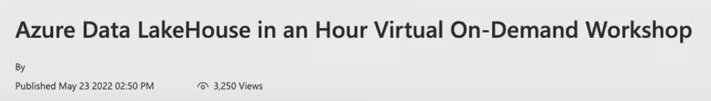 Azure Data LakeHouse in an Hour Virtual On-Demand Workshop
By
Published May 23 2022 02:50 PM 3,250 Views